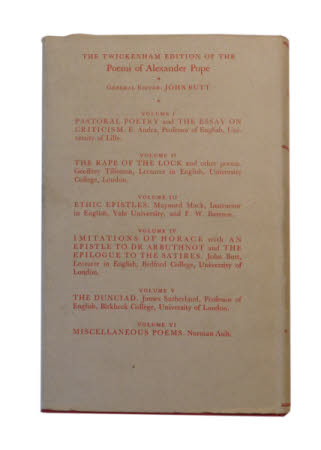 THE TWICKENHAM EDITION OF THE
Poems of Alexander Pope
GENERAL EDITOR: JOHN BUTT
VOLUME I
PASTORAL POETRY and THE ESSAY ON
CRITICISM. E. Audra, Professor of English, Uni-
versity of Lille.
VOLUME II
THE RAPE OF THE LOCK and other poems.
Geoffrey Tillotson, Lecturer in English, University
College, London.
VOLUME III
ETHIC EPISTLES. Maynard Mack, Instructor
in English, Yale University, and F. W. Bateson.
VOLUME IV
IMITATIONS OF HORACE with AN
EPISTLE TO DR ARBUTHNOT and THE
EPILOGUE TO THE SATIRES. John Butt,
Lecturer in English, Bedford College, University of
London.
VOLUME V
THE DUNCIAD. James Sutherland, Professor of
English, Birkbeck College, University of London.
VOLUME VI
MISCELLANEOUS POEMS. Norman Ault.